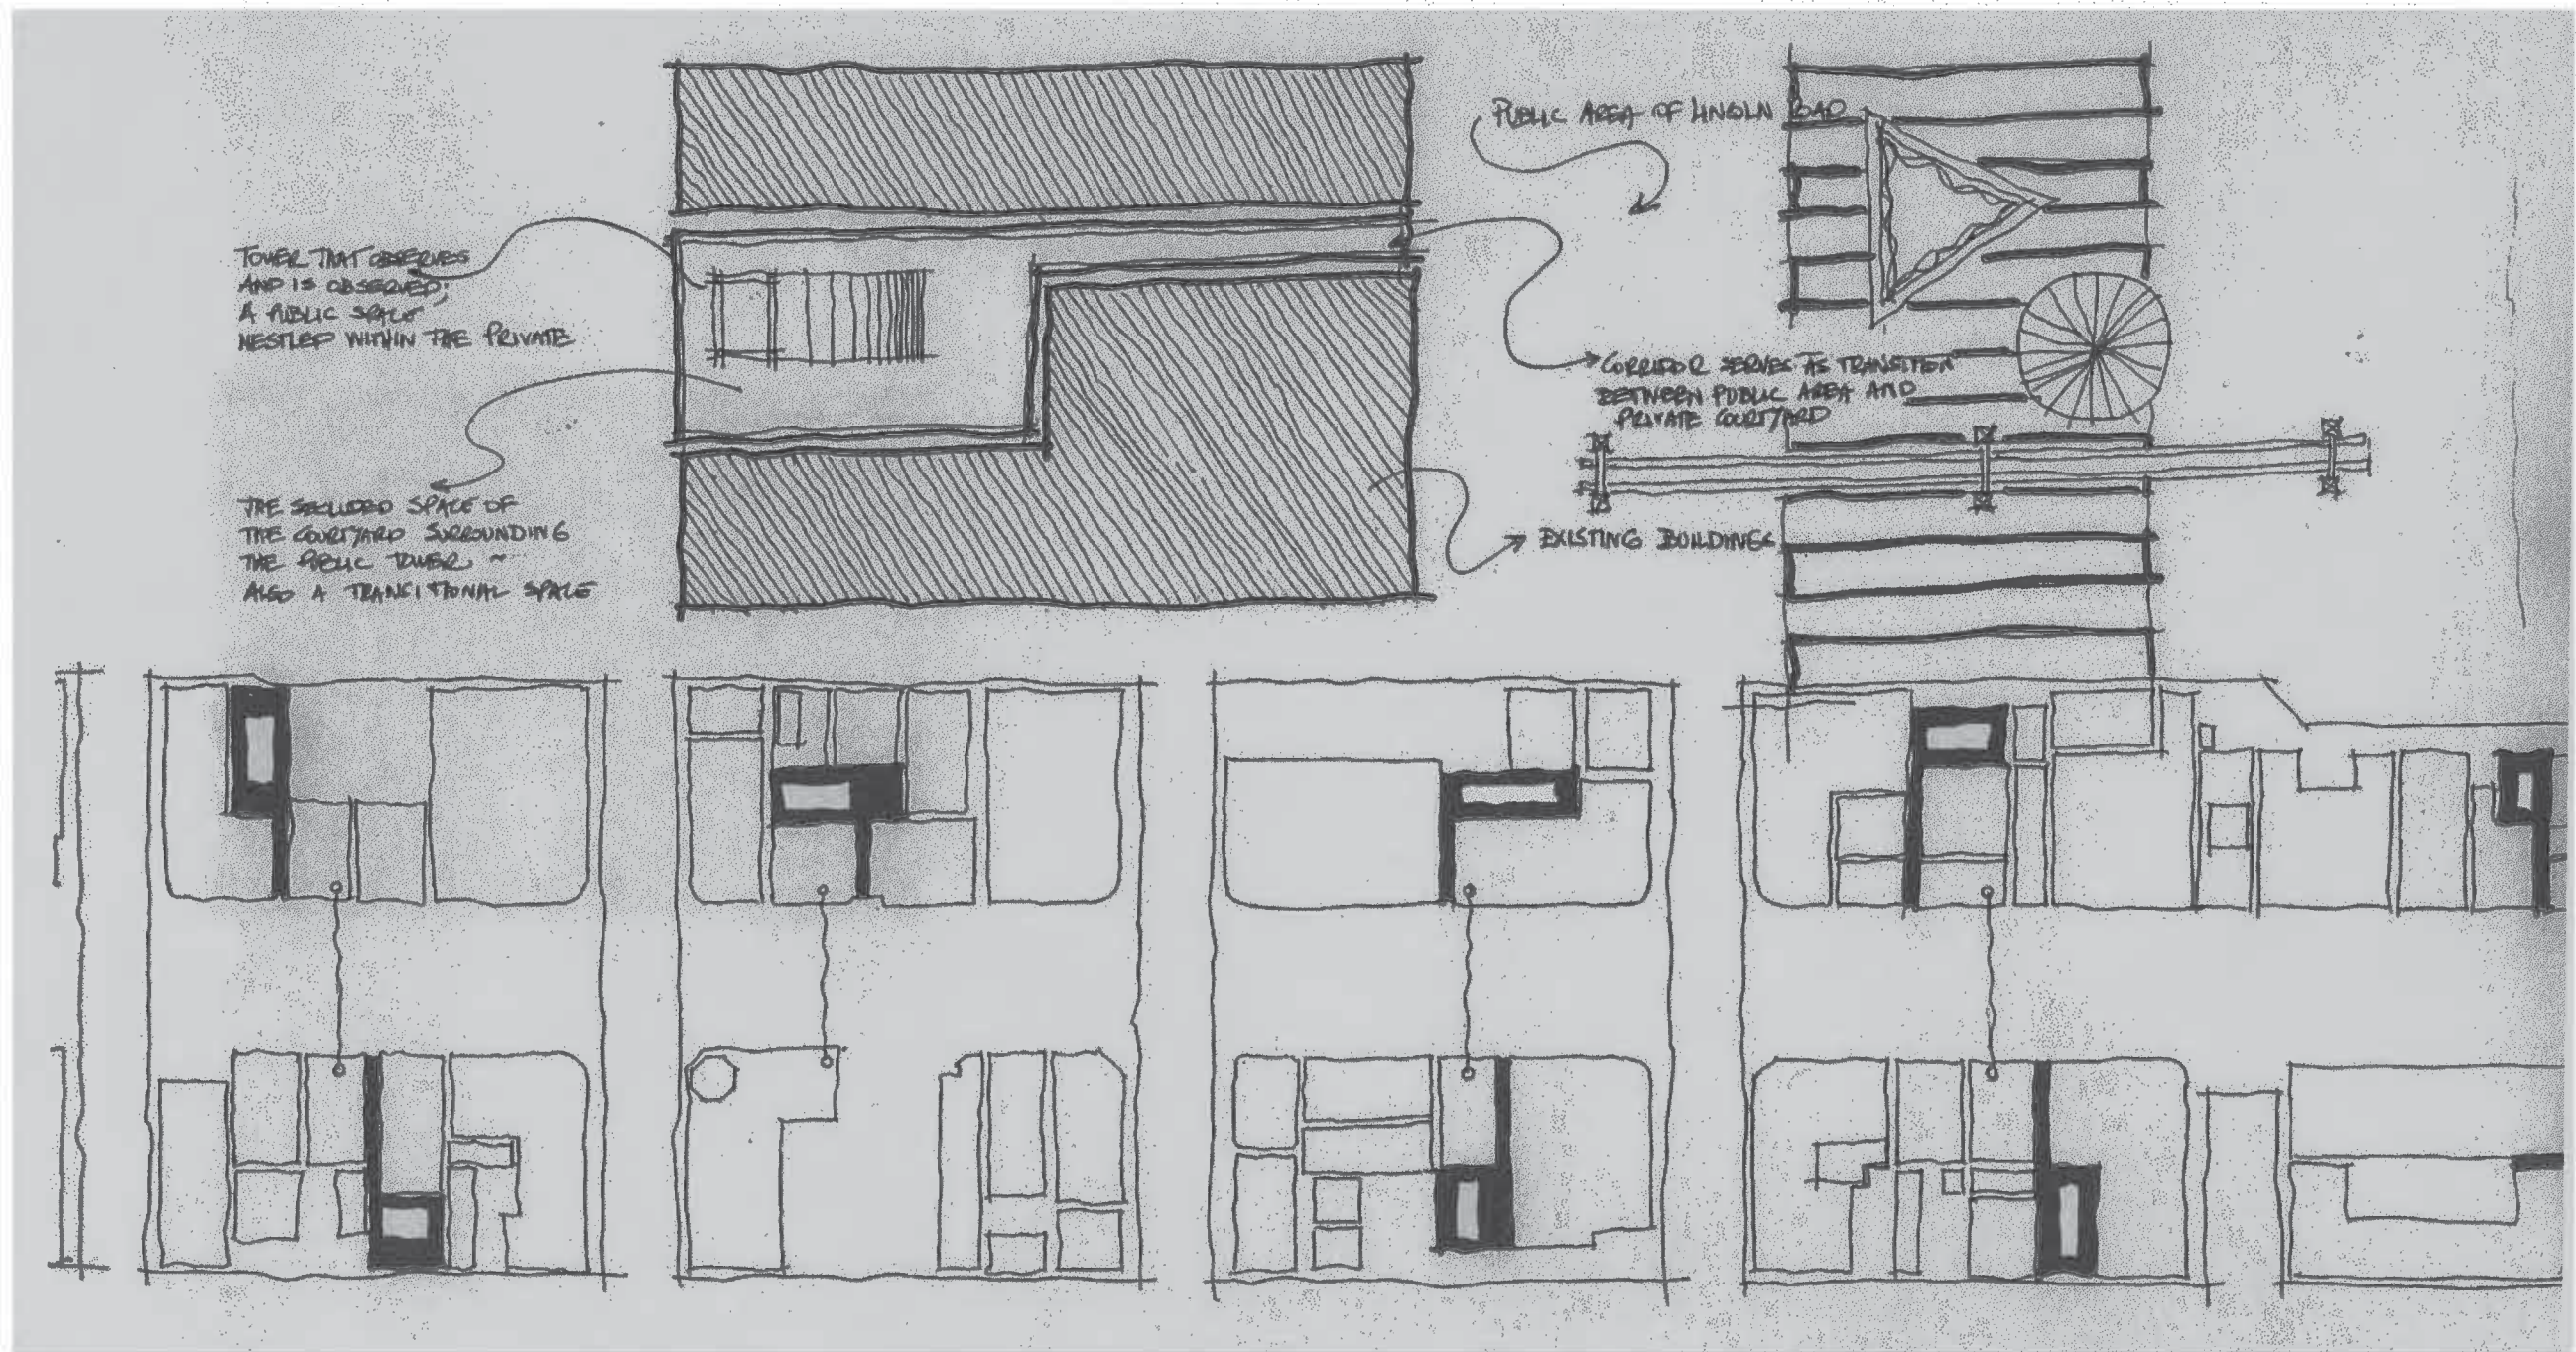 PUBLIC AREA OF LINCOLN ROAD
TOWER THAT OBSERVES
AND IS OBSERVED;
A PUBLIC SPACE
NESTLED WITHIN THE PRIVATE
CORRIDOR SERVES AS TRANSITION
BETWEEN PUBLIC AREA AND
PRIVATE COURTYARD
THE SECLUDED SPACE OF
THE COURTYARD SURROUNDING
THE PUBLIC TOWER ~
ALSO A TRANSITIONAL SPACE
EXISTING BUILDINGS